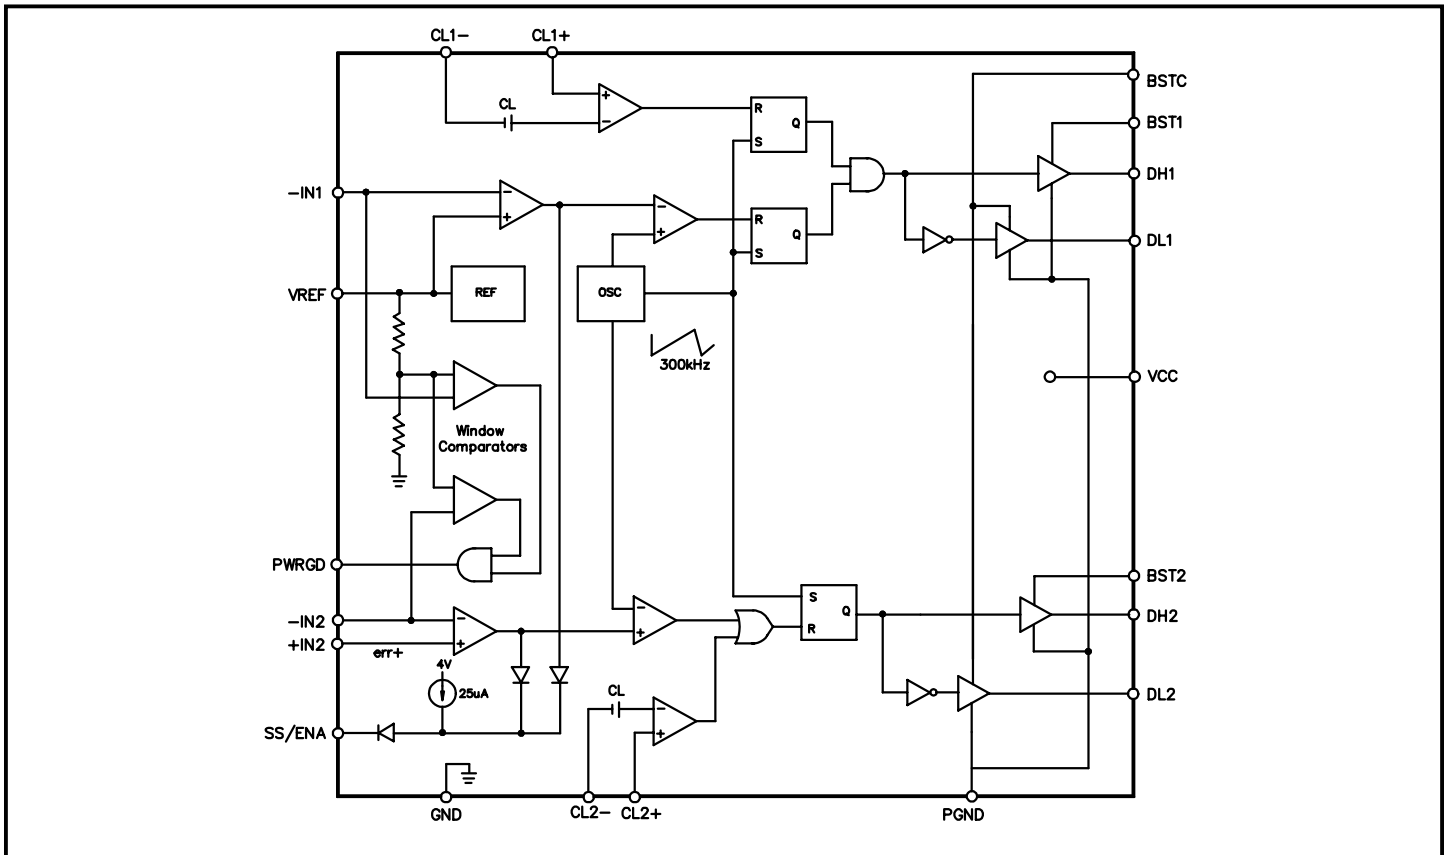 CL1-
CL1+
BSTC
CL
+
-
R
Q
S
BST1
DH1
-IN1
-
+
-
+
R
Q
S
DL1
VREF
REF
OSC
300kHz
VCC
Window
Comparators
PWRGD
BST2
-IN2
-
+
-
+
S
Q
R
DH2
+IN2
err+
4V
25uA
CL
-
+
DL2
SS/ENA
GND
CL2-
CL2+
PGND